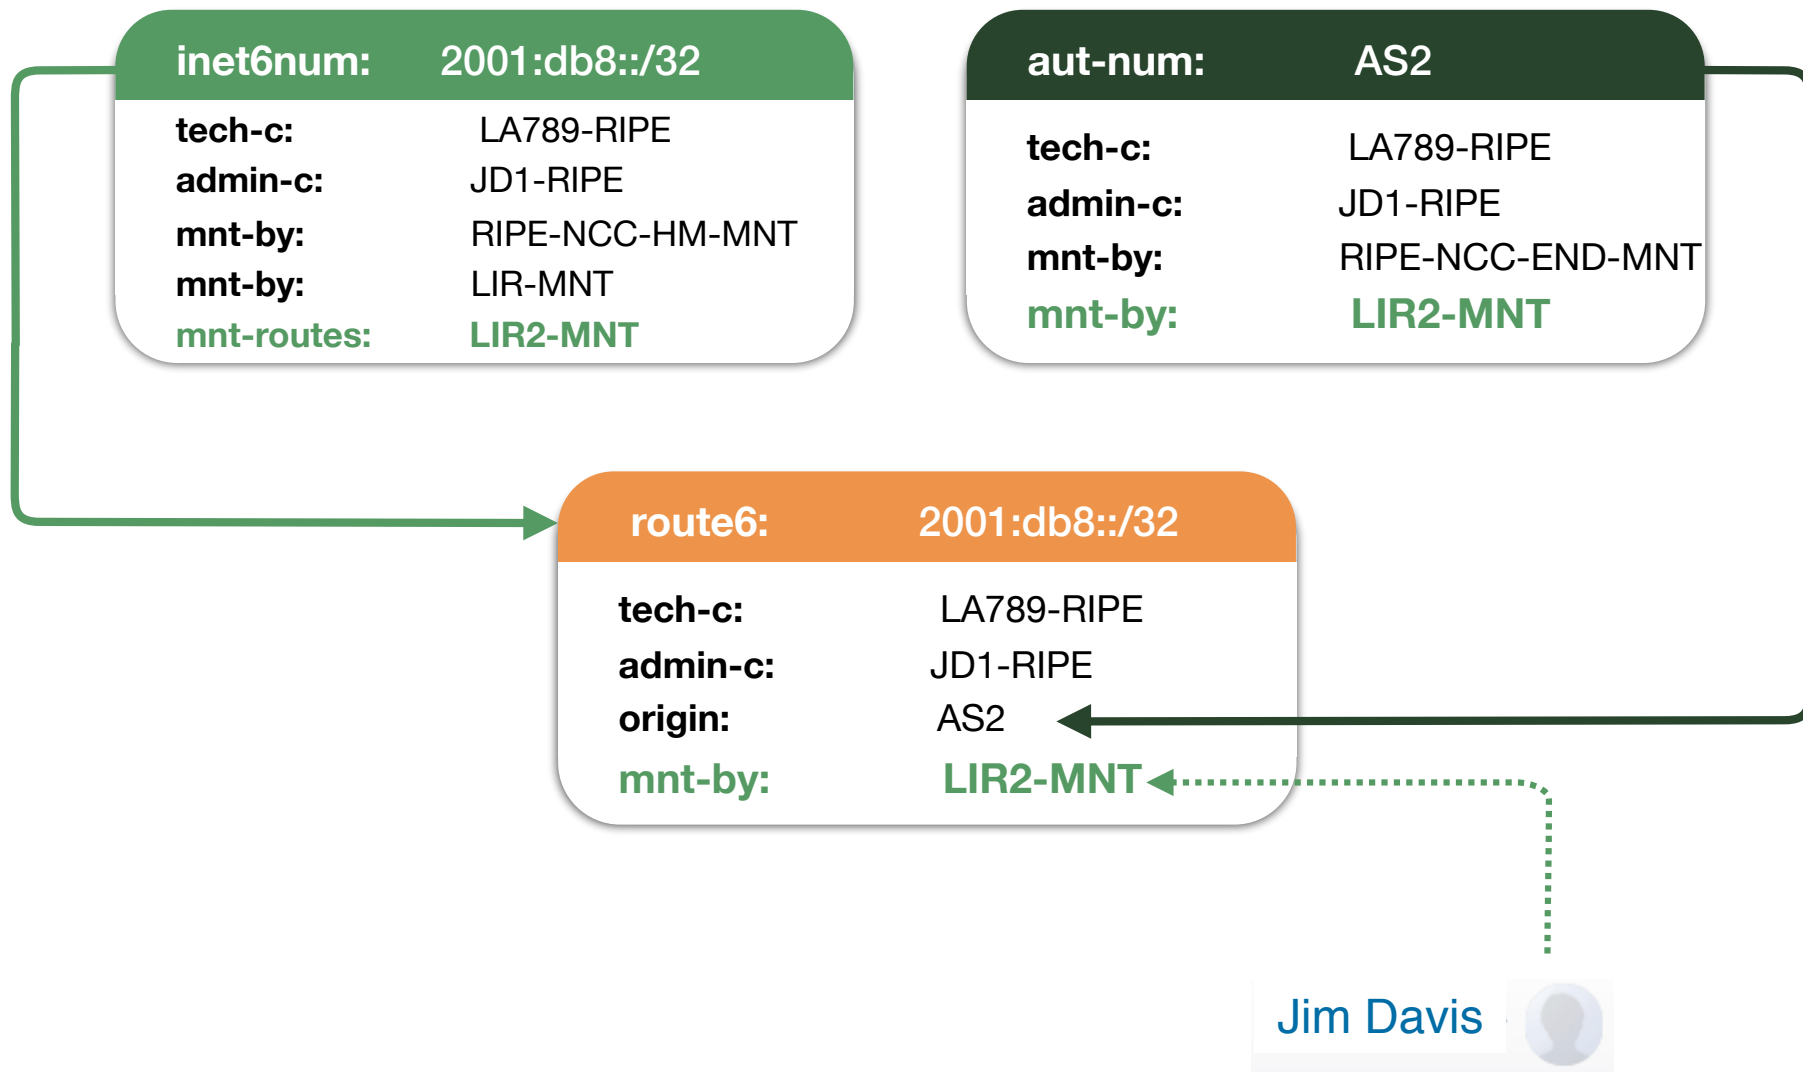 inet6num: 2001:db8::/32
tech-c: LA789-RIPE
admin-c: JD1-RIPE
mnt-by: RIPE-NCC-HM-MNT
mnt-by: LIR-MNT
mnt-routes: LIR2-MNT
aut-num: AS2
tech-c: LA789-RIPE
admin-c: JD1-RIPE
mnt-by: RIPE-NCC-END-MNT
mnt-by: LIR2-MNT
route6: 2001:db8::/32
tech-c: LA789-RIPE
admin-c: JD1-RIPE
origin: AS2
mnt-by: LIR2-MNT
Jim Davis